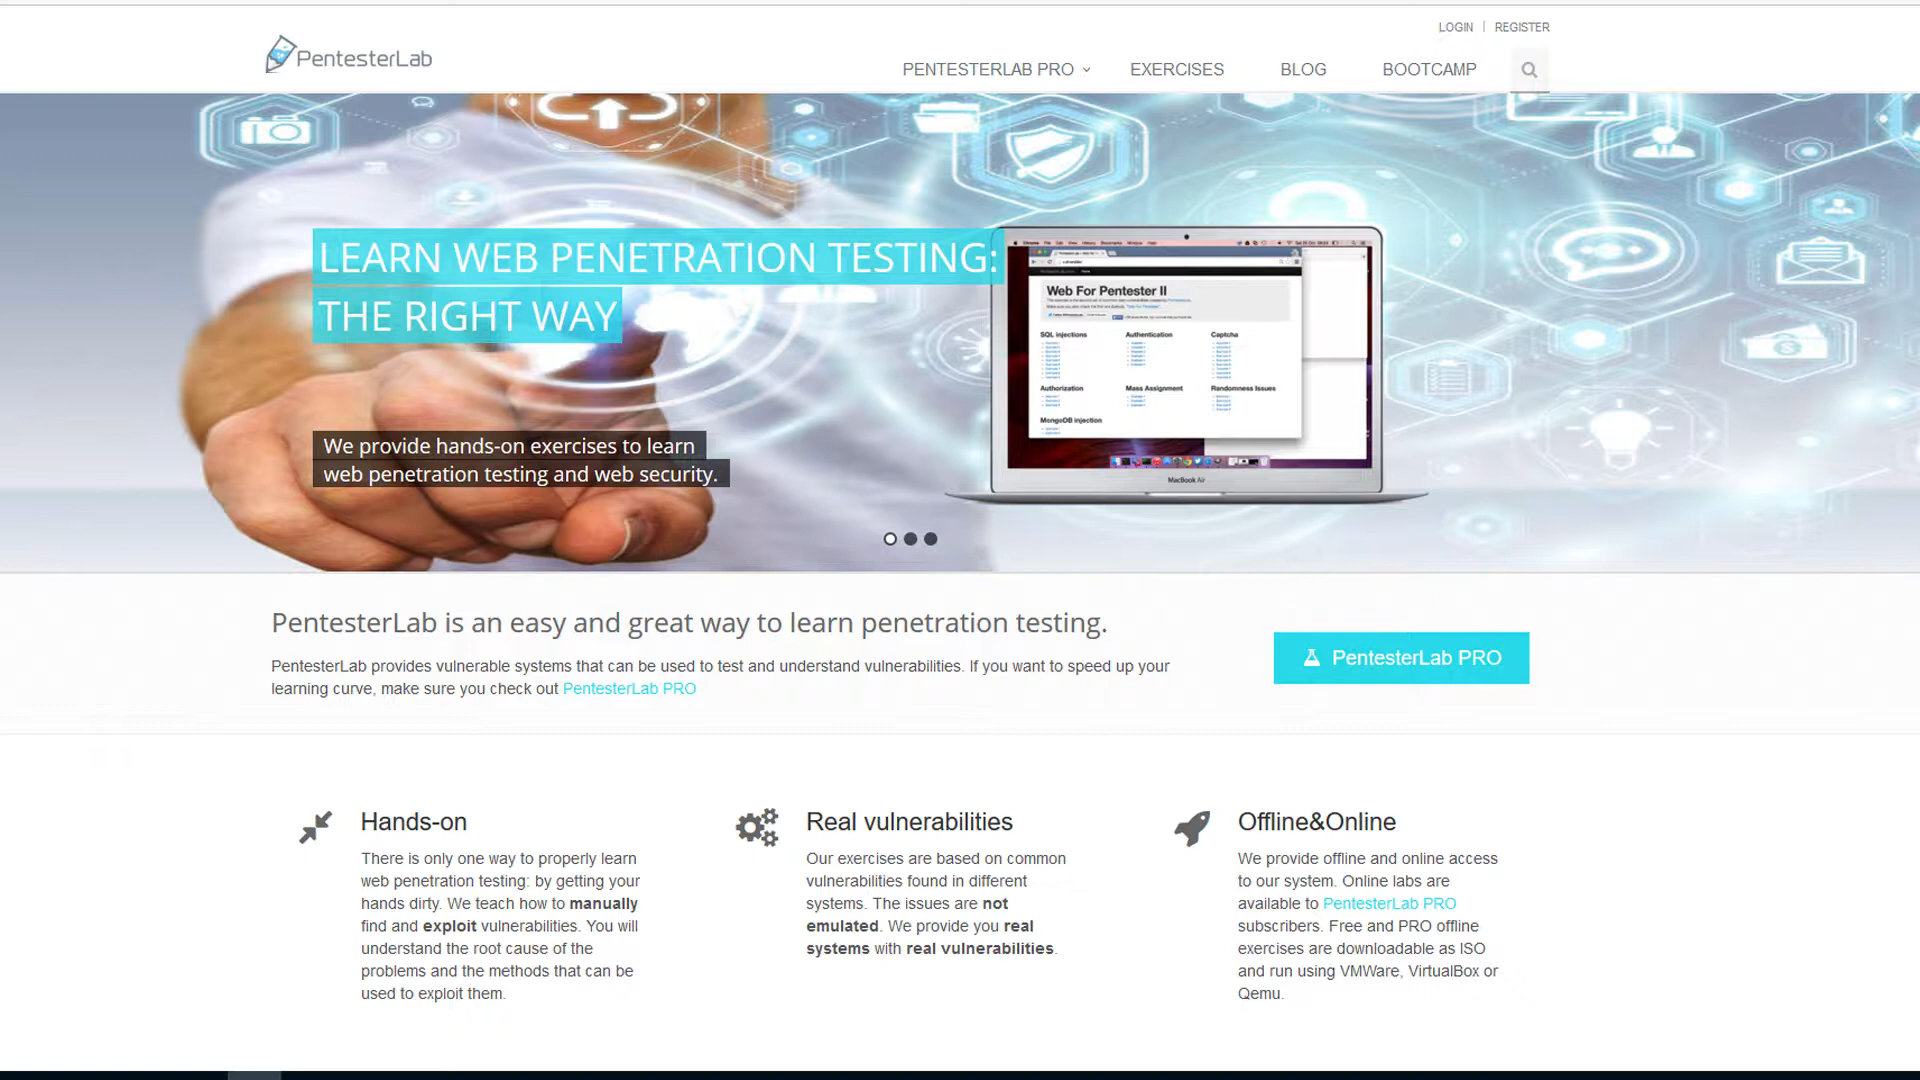 LOGIN | REGISTER
PentesterLab
PENTESTERLAB PRO EXERCISES BLOG BOOTCAMP
LEARN WEB PENETRATION TESTING:
THE RIGHT WAY
We provide hands-on exercises to learn
web penetration testing and web security.
Web For Pentester II
SQL injections Authentication Captcha
Authorization Mass Assignment Randomness Issues
MongoDB injection
MacBook Air
PentesterLab is an easy and great way to learn penetration testing.
PentesterLab provides vulnerable systems that can be used to test and understand vulnerabilities. If you want to speed up your
learning curve, make sure you check out PentesterLab PRO
PentesterLab PRO
Hands-on
There is only one way to properly learn
web penetration testing: by getting your
hands dirty. We teach how to manually
find and exploit vulnerabilities. You will
understand the root cause of the
problems and the methods that can be
used to exploit them.
Real vulnerabilities
Our exercises are based on common
vulnerabilities found in different
systems. The issues are not
emulated. We provide you real
systems with real vulnerabilities.
Offline&Online
We provide offline and online access
to our system. Online labs are
available to PentesterLab PRO
subscribers. Free and PRO offline
exercises are downloadable as ISO
and run using VMWare, VirtualBox or
Qemu.